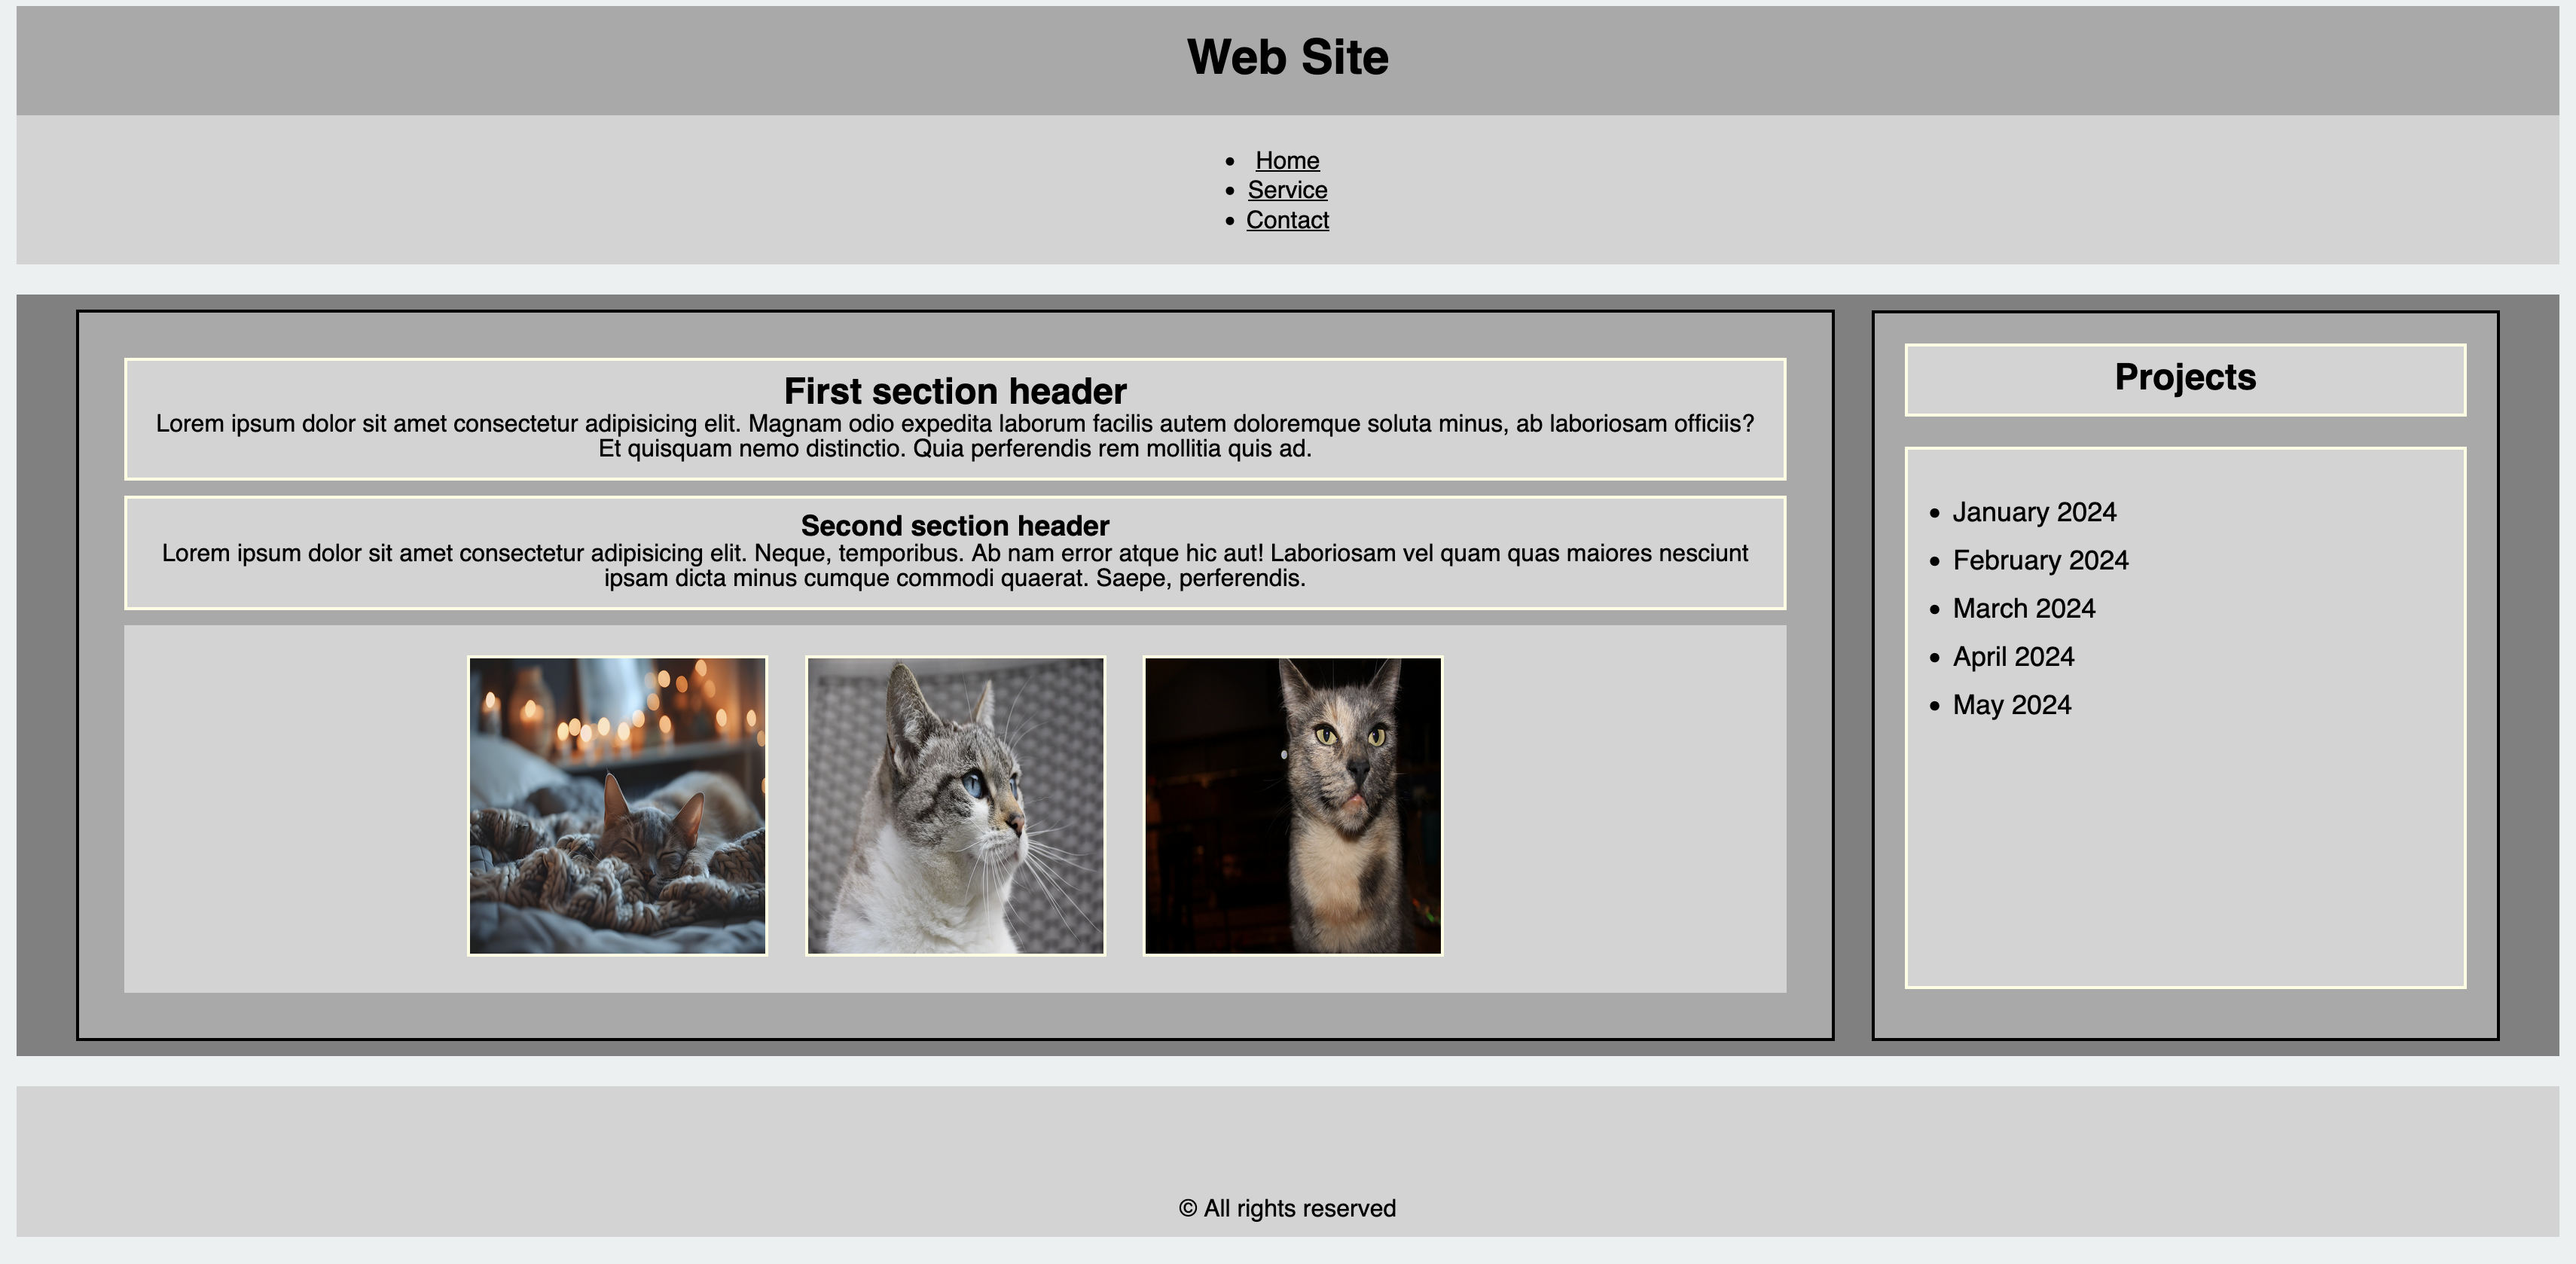 Web Site
Home
Service
Contact
First section header
Lorem ipsum dolor sit amet consectetur adipisicing elit. Magnam odio expedita laborum facilis autem doloremque soluta minus, ab laboriosam officiis?
Et quisquam nemo distinctio. Quia perferendis rem mollitia quis ad.
Second section header
Lorem ipsum dolor sit amet consectetur adipisicing elit. Neque, temporibus. Ab nam error atque hic aut! Laboriosam vel quam quas maiores nesciunt
ipsam dicta minus cumque commodi quaerat. Saepe, perferendis.
Projects
January 2024
February 2024
March 2024
April 2024
May 2024
© All rights reserved